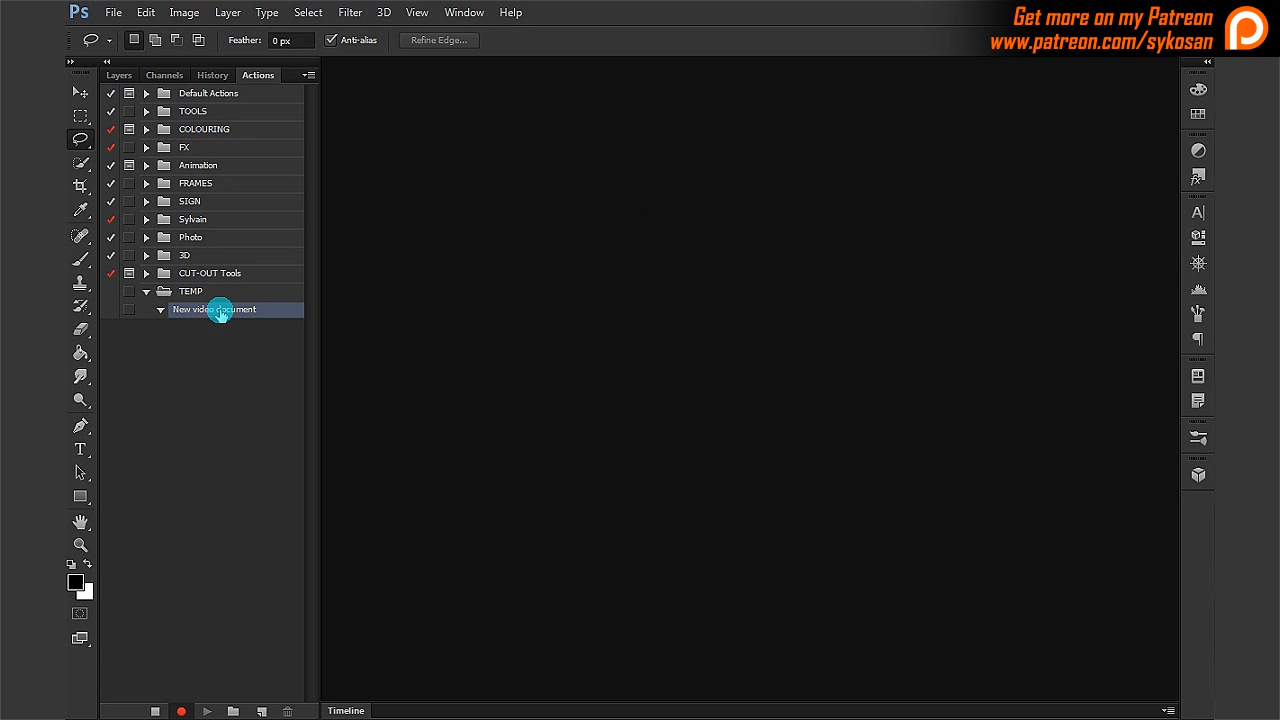 Get more on my Patreon
www.patreon.com/sykosan
Ps File Edit Image Layer Type Select Filter 3D View Window Help
Feather: 0 px Anti-alias Refine Edge...
Layers Channels History Actions
Default Actions
TOOLS
COLOURING
FX
Animation
FRAMES
SIGN
Sylvain
Photo
3D
CUT-OUT Tools
TEMP
New video document
Timeline